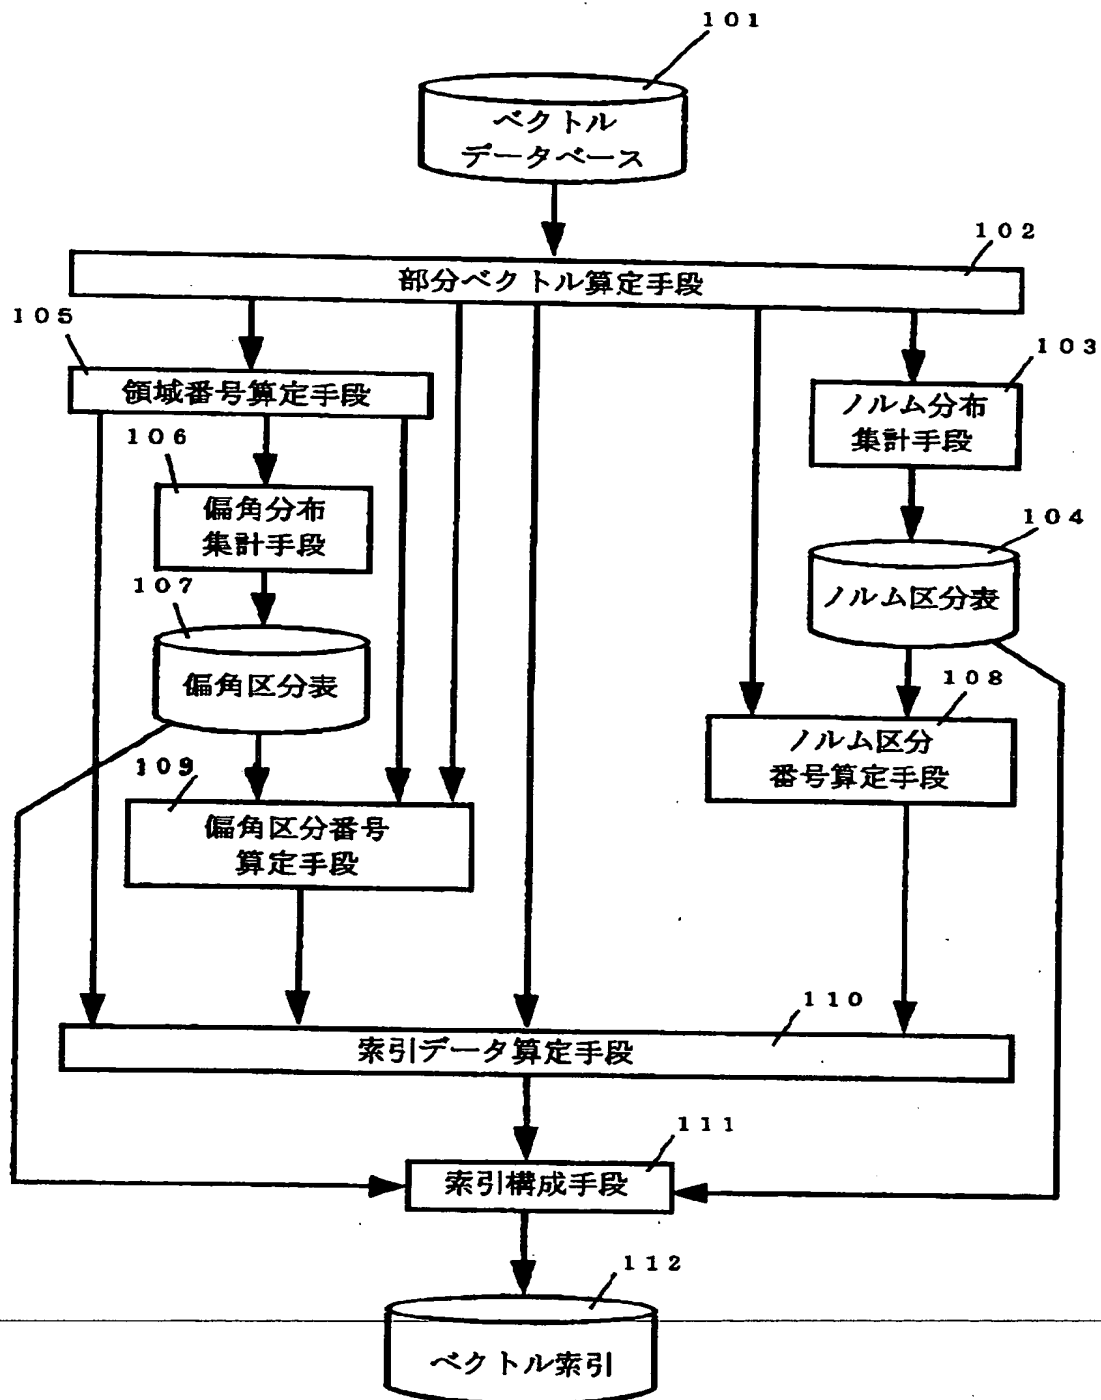 １０１
ベクトル
データベース
１０２
部分ベクトル算定手段
１０５
領域番号算定手段
１０３
ノルム分布
集計手段
１０６
偏角分布
集計手段
１０４
ノルム区分表
１０７
偏角区分表
１０８
ノルム区分
番号算定手段
１０９
偏角区分番号
算定手段
１１０
索引データ算定手段
１１１
索引構成手段
１１２
ベクトル索引